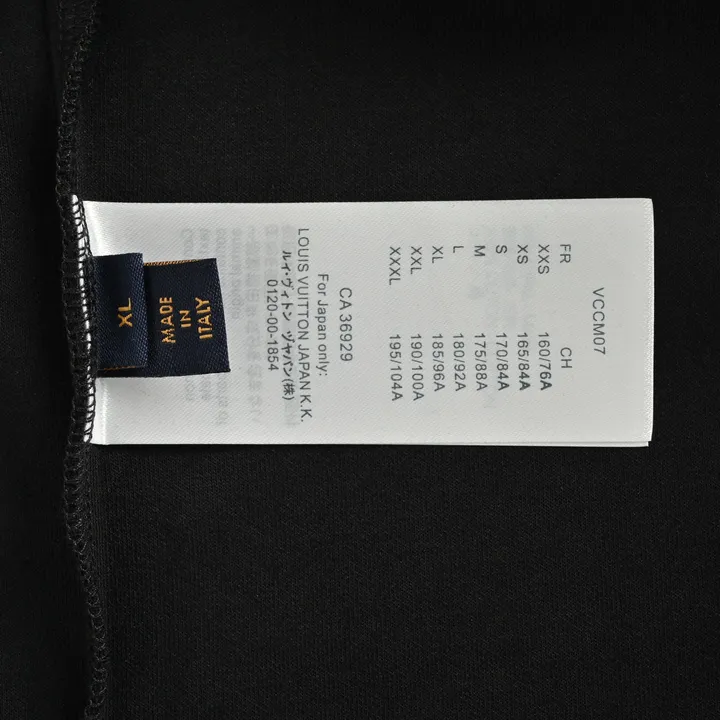 VCCM07
FR CH
XXS 160/76A
XS 165/84A
S 170/84A
M 175/88A
L 180/92A
XL 185/96A
XXL 190/100A
XXXL 195/104A
CA 36929
For Japan only:
LOUIS VUITTON JAPAN K.K.
ルイ・ヴィトン ジャパン(株)
0120-00-1854
XL
MADE
IN
ITALY